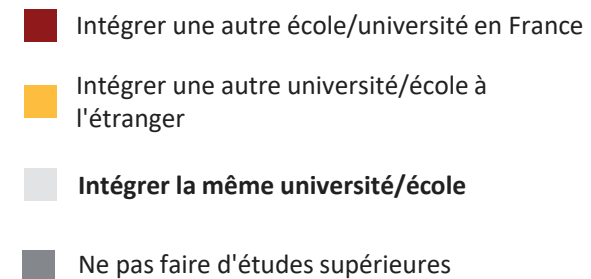 Intégrer une autre école/université en France
Intégrer une autre université/école à
l'étranger
Intégrer la même université/école
Ne pas faire d'études supérieures